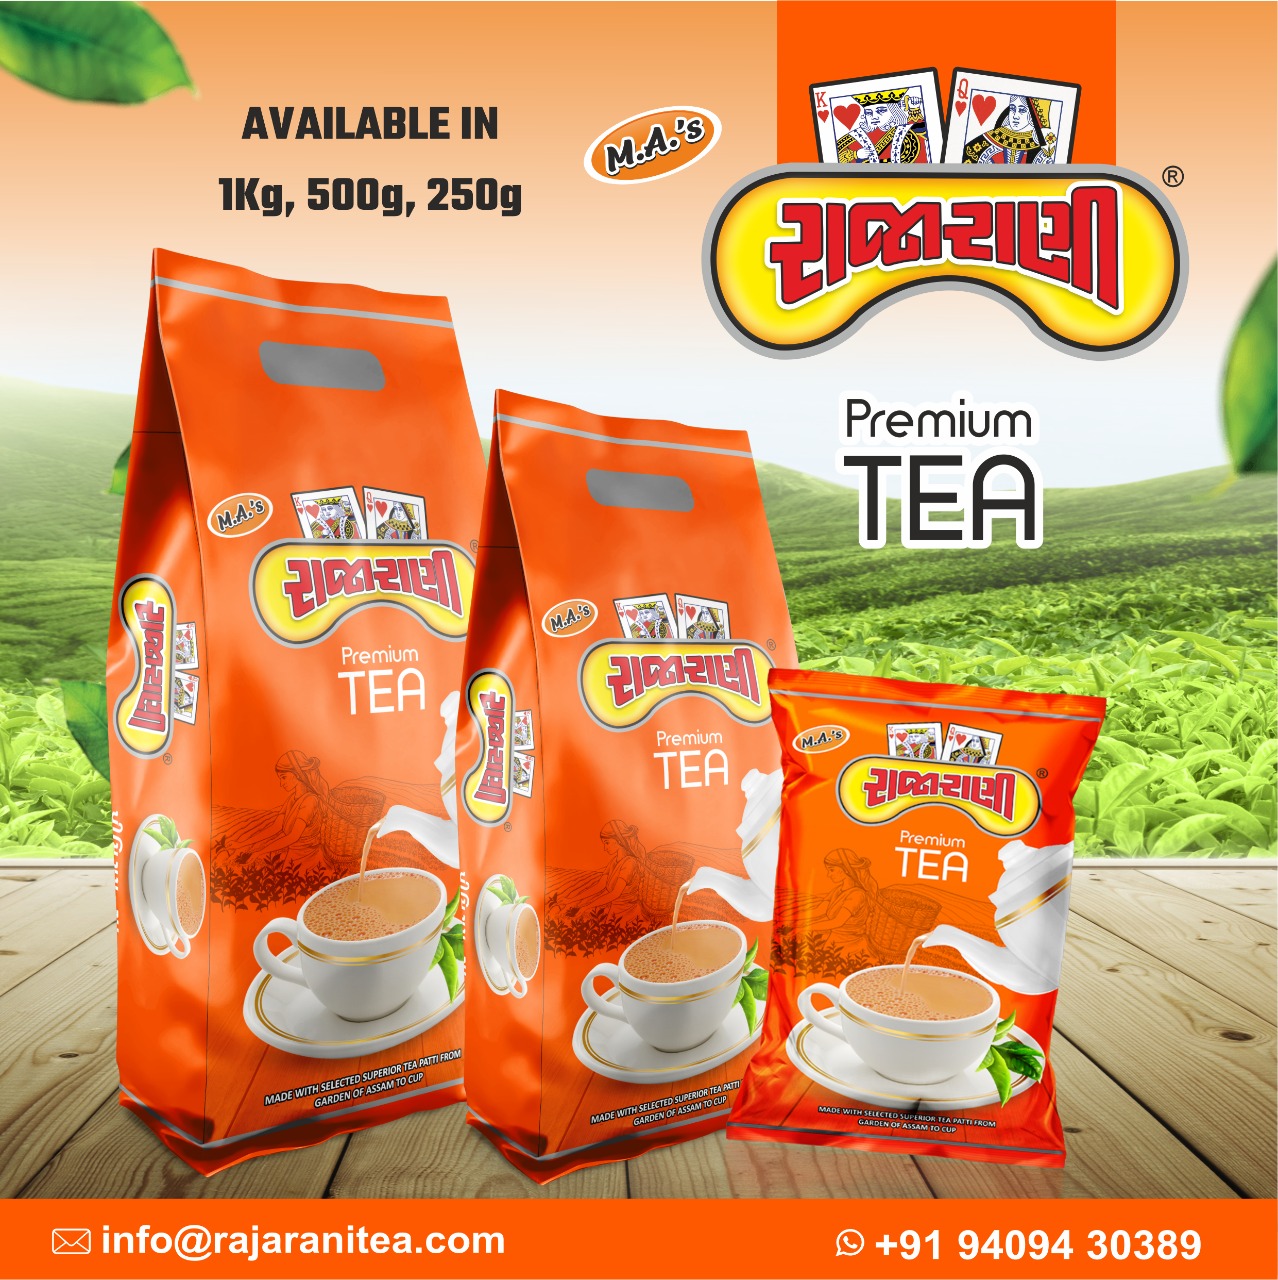 AVAILABLE IN
1Kg, 500g, 250g
M.A.'s
K
Q
રાજારાણી®
Premium
TEA
M.A.'s
K
Q
રાજારાણી
Premium
TEA
રાજારાણી®
MADE WITH SELECTED SUPERIOR TEA PATTI FROM
GARDEN OF ASSAM TO CUP
M.A.'s
K
Q
રાજારાણી®
Premium
TEA
રાજારાણી®
MADE WITH SELECTED SUPERIOR TEA PATTI
GARDEN OF ASSAM TO CUP
M.A.'s
K
Q
રાજારાણી®
Premium
TEA
MADE WITH SELECTED SUPERIOR TEA PATTI FROM
GARDEN OF ASSAM TO CUP
info@rajaranitea.com
+91 94094 30389